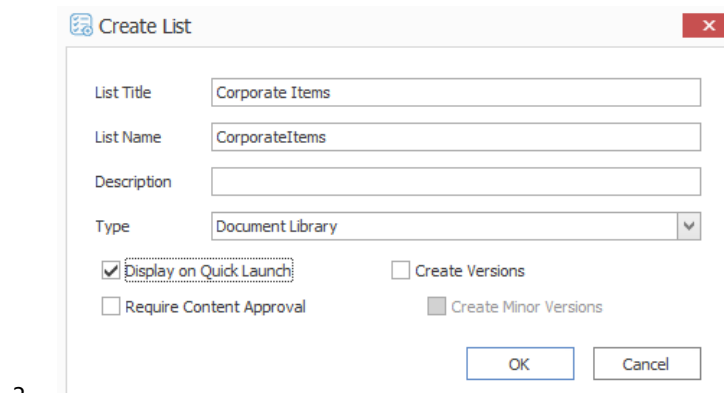 Create List
List Title Corporate Items
List Name CorporateItems
Description
Type Document Library
Display on Quick Launch Create Versions
Require Content Approval Create Minor Versions
OK Cancel